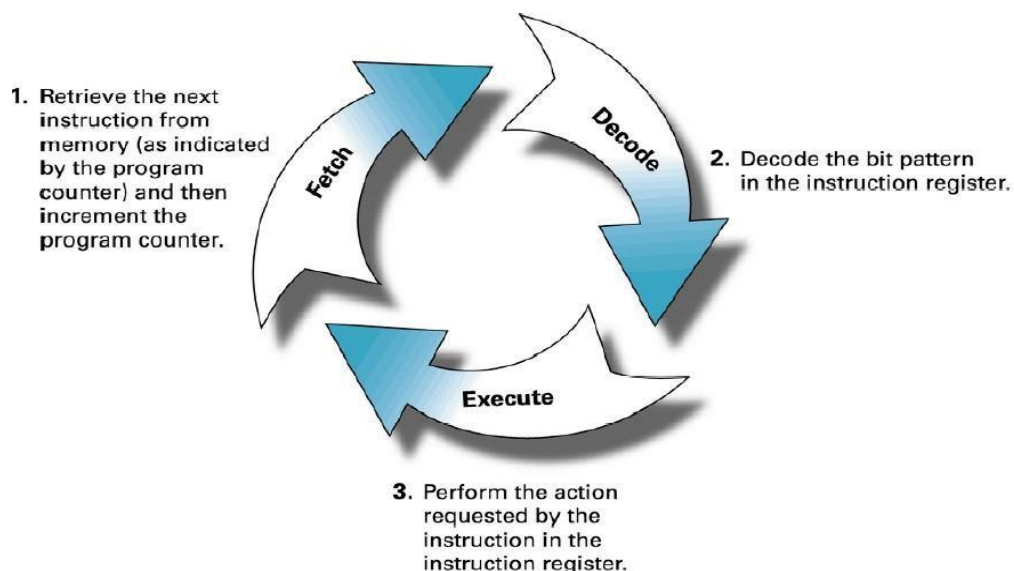 1. Retrieve the next
instruction from
memory (as indicated
by the program
counter) and then
increment the
program counter.
Fetch
Decode
2. Decode the bit pattern
in the instruction register.
Execute
3. Perform the action
requested by the
instruction in the
instruction register.